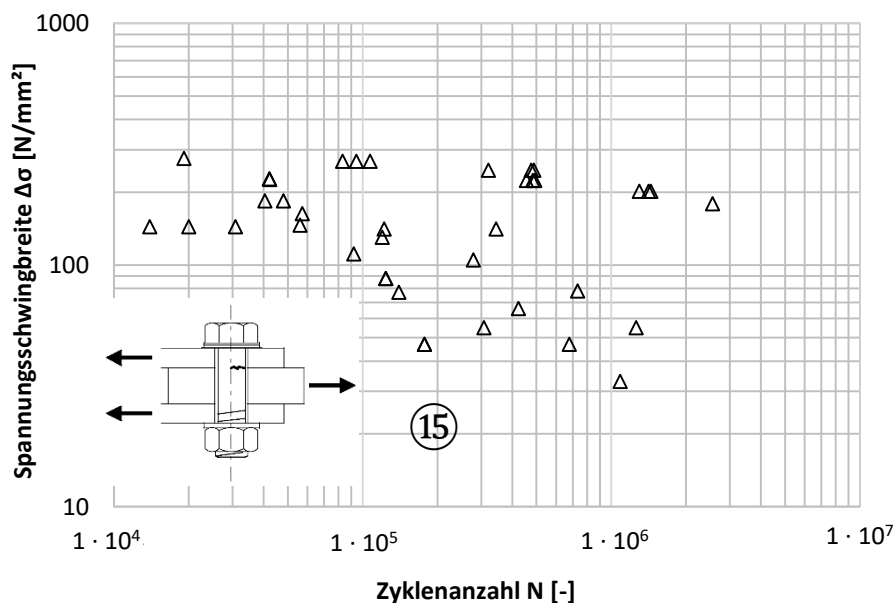 Spannungsschwingbreite Δσ [N/mm²]
1000
100
10
⑮
1 · 10⁴
1 · 10⁵
1 · 10⁶
1 · 10⁷
Zyklenanzahl N [-]